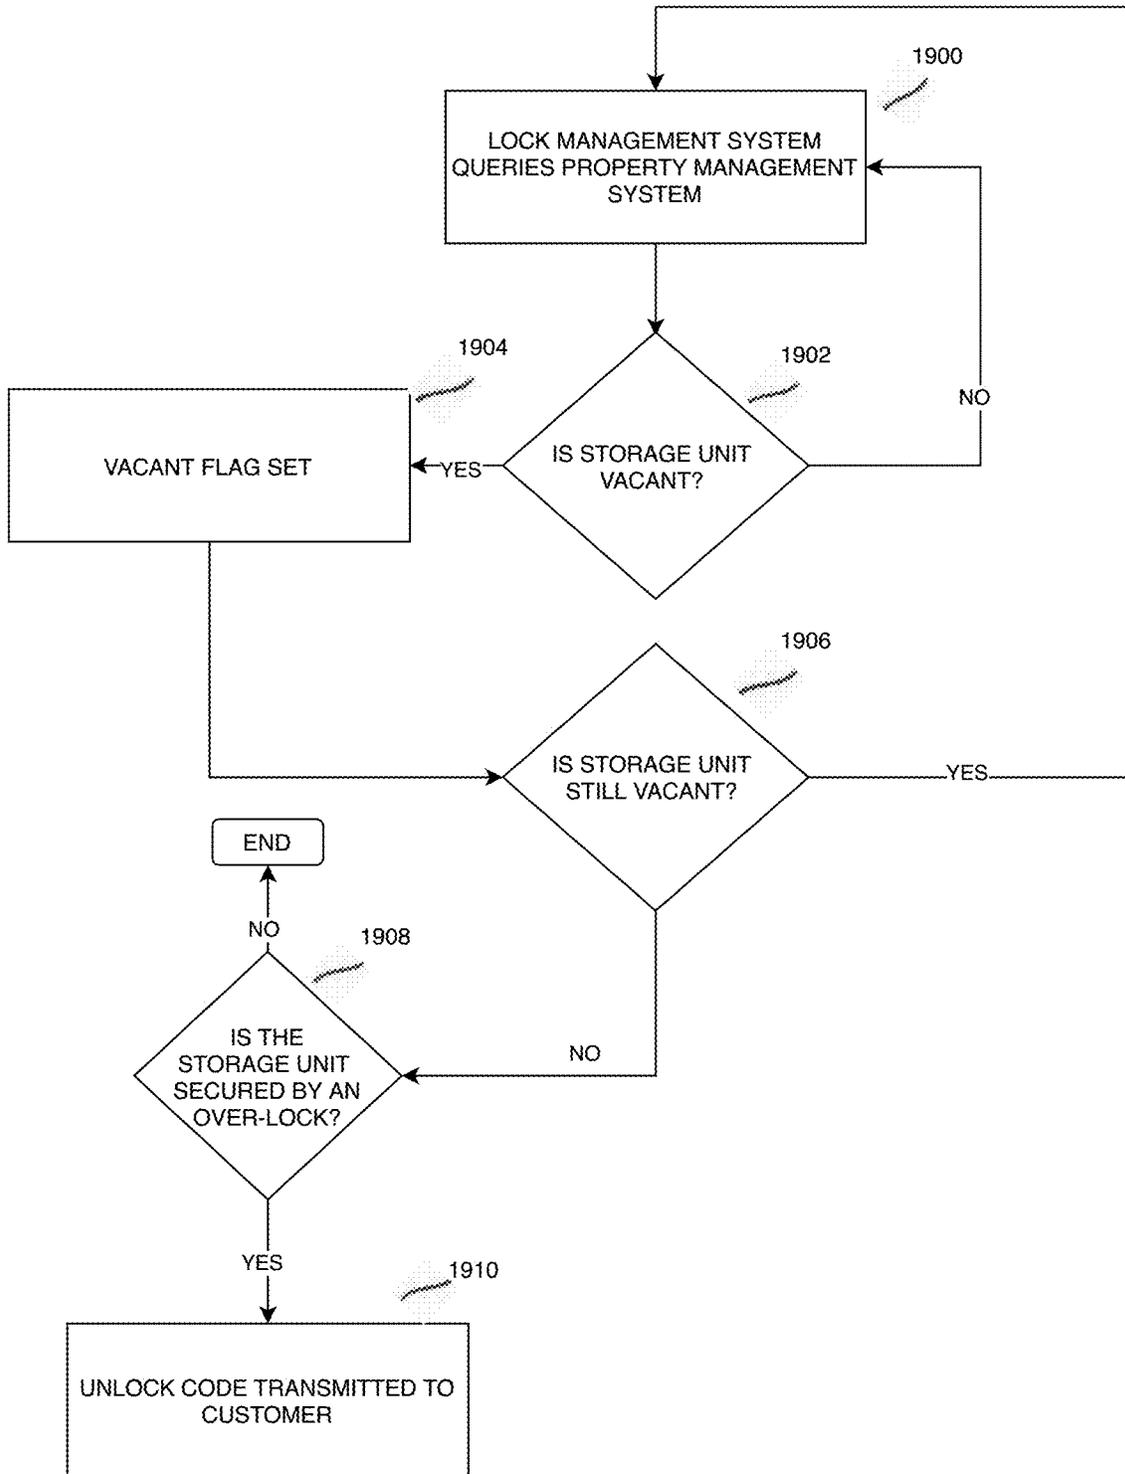 1900
LOCK MANAGEMENT SYSTEM
QUERIES PROPERTY MANAGEMENT
SYSTEM
1904
1902
NO
VACANT FLAG SET
YES
IS STORAGE UNIT
VACANT?
1906
IS STORAGE UNIT
STILL VACANT?
YES
END
NO
1908
IS THE
STORAGE UNIT
SECURED BY AN
OVER-LOCK?
NO
YES
1910
UNLOCK CODE TRANSMITTED TO
CUSTOMER